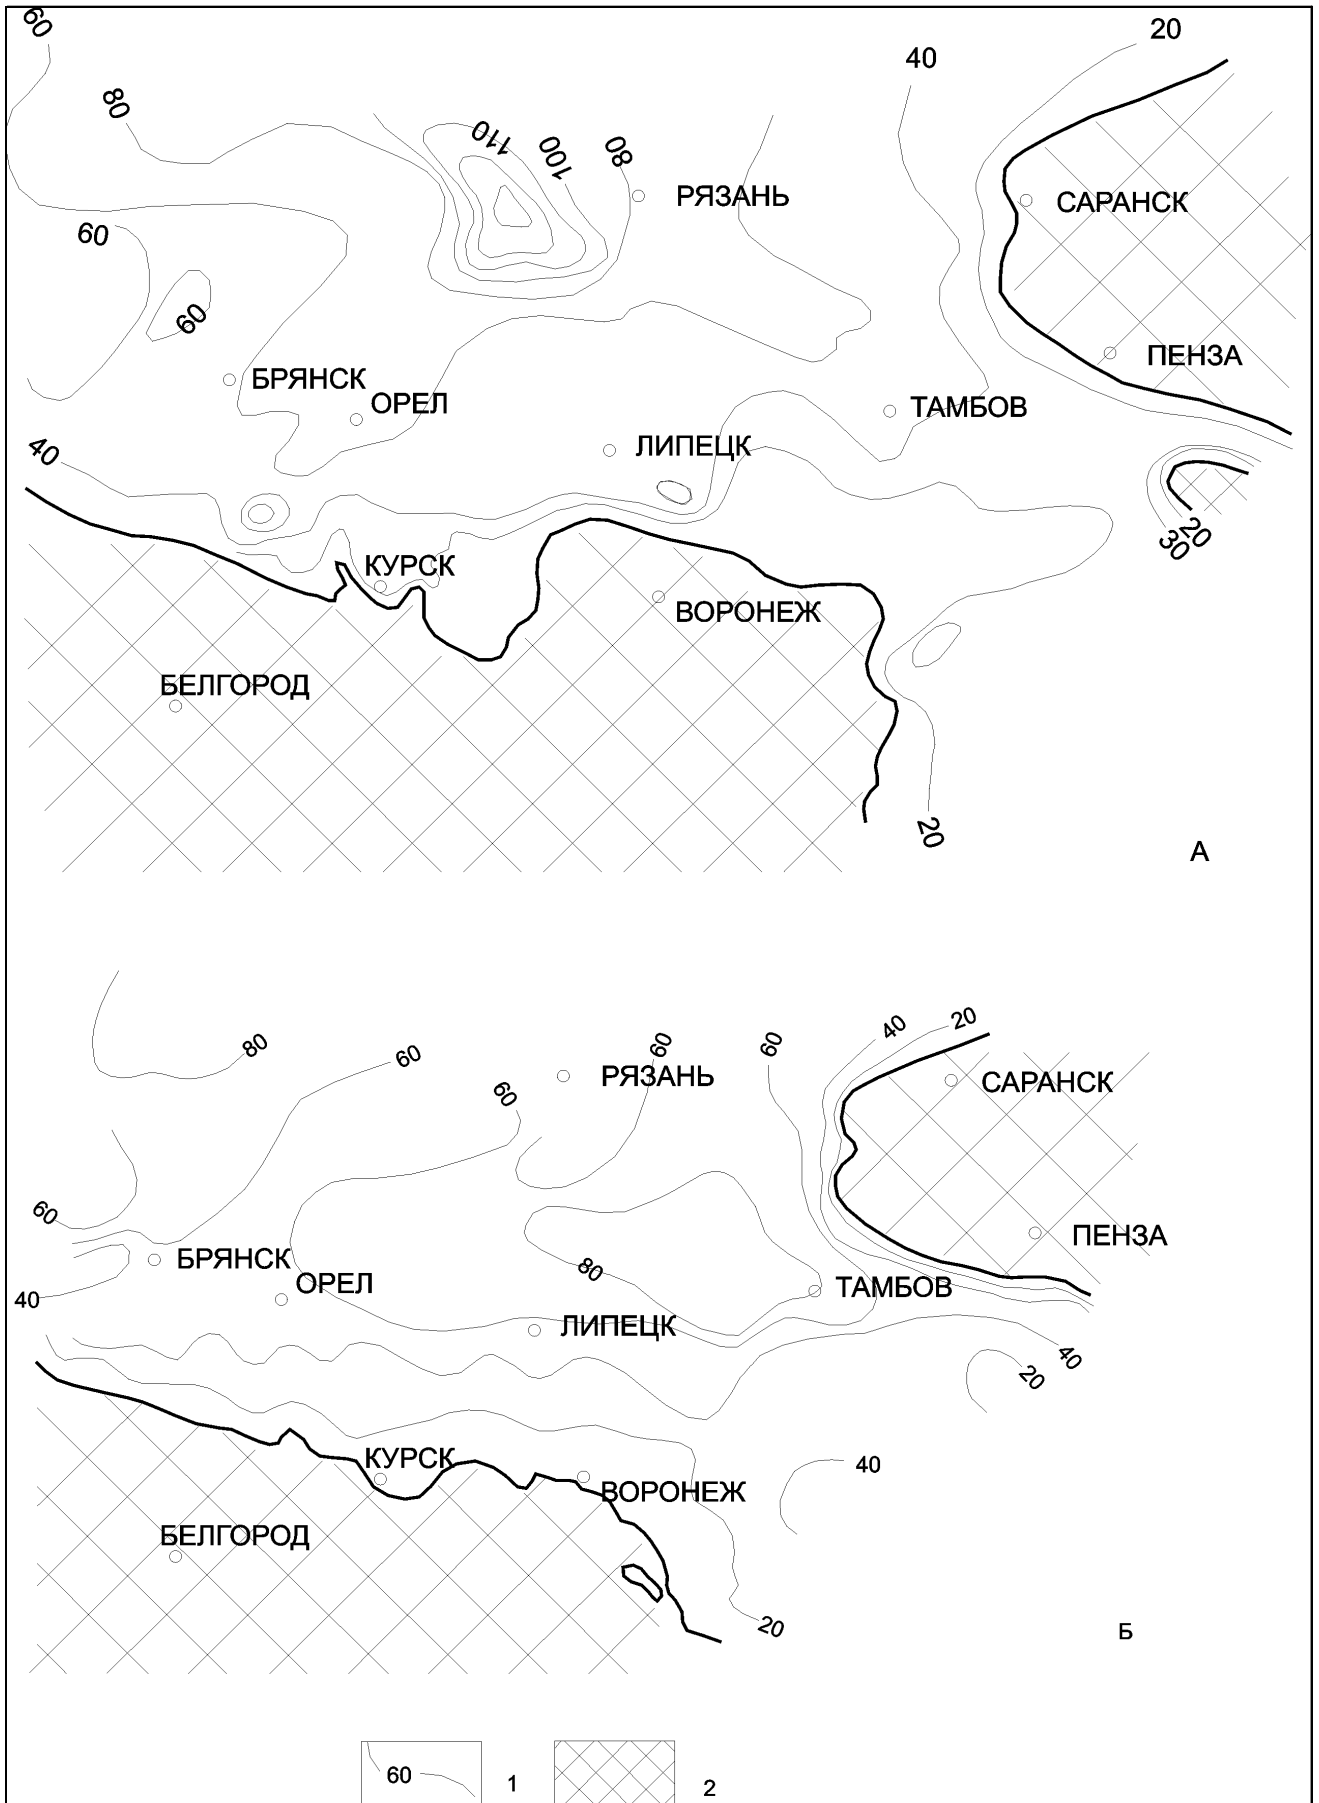 60
20
40
80
110
100
80
РЯЗАНЬ
САРАНСК
60
60
ПЕНЗА
БРЯНСК
ОРЕЛ
ТАМБОВ
40
ЛИПЕЦК
20
30
КУРСК
ВОРОНЕЖ
БЕЛГОРОД
20
А
80
60
60
60
40
20
РЯЗАНЬ
САРАНСК
60
60
ПЕНЗА
БРЯНСК
80
ОРЕЛ
ТАМБОВ
40
ЛИПЕЦК
40
20
КУРСК
40
ВОРОНЕЖ
БЕЛГОРОД
20
Б
60
1
2